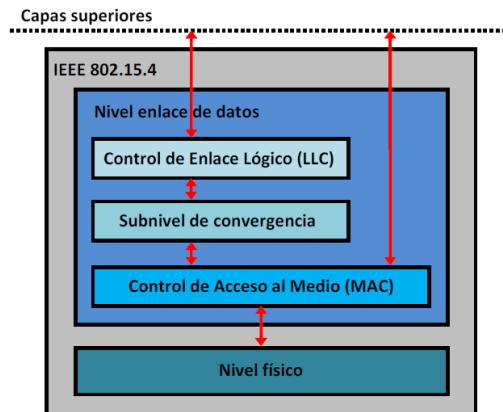 Capas superiores
IEEE 802.15.4
Nivel enlace de datos
Control de Enlace Lógico (LLC)
Subnivel de convergencia
Control de Acceso al Medio (MAC)
Nivel físico